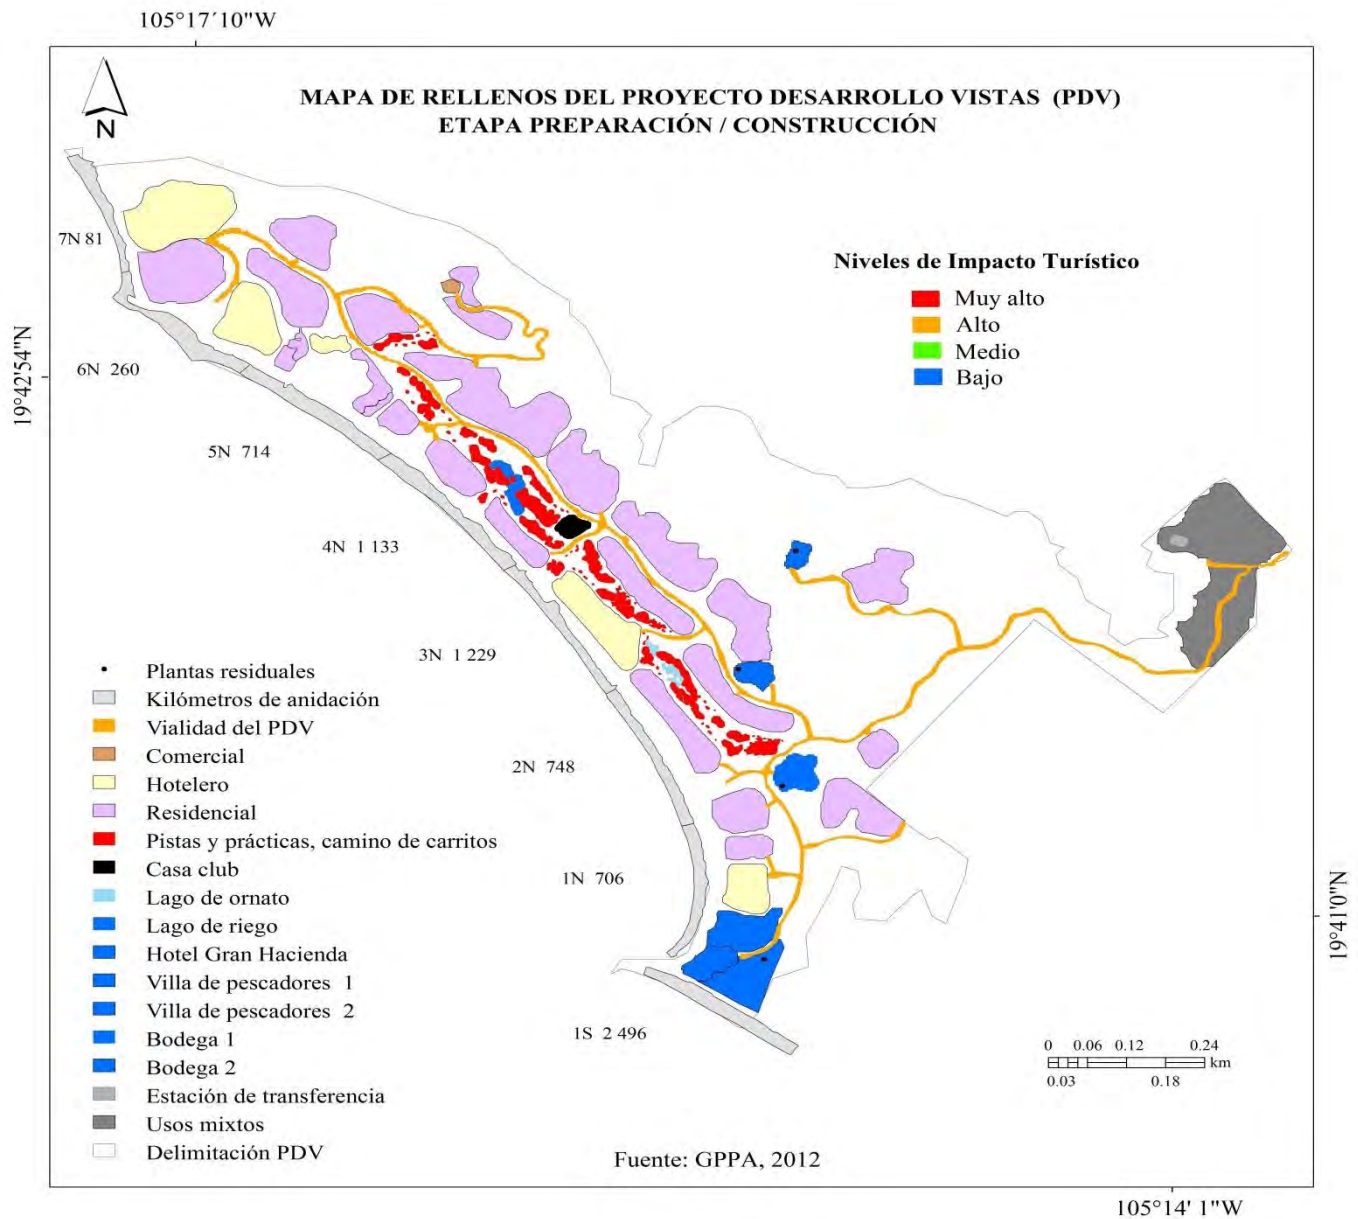 105°17´10"W
MAPA DE RELLENOS DEL PROYECTO DESARROLLO VISTAS (PDV)
ETAPA PREPARACIÓN / CONSTRUCCIÓN
N
7N 81
Niveles de Impacto Turístico
Muy alto
Alto
Medio
Bajo
19°42'54"N
6N 260
5N 714
4N 1 133
3N 1 229
2N 748
1N 706
1S 2 496
Plantas residuales
Kilómetros de anidación
Vialidad del PDV
Comercial
Hotelero
Residencial
Pistas y prácticas, camino de carritos
Casa club
Lago de ornato
Lago de riego
Hotel Gran Hacienda
Villa de pescadores 1
Villa de pescadores 2
Bodega 1
Bodega 2
Estación de transferencia
Usos mixtos
Delimitación PDV
19°41'0"N
0 0.06 0.12 0.24
km
0.03 0.18
Fuente: GPPA, 2012
105°14' 1"W